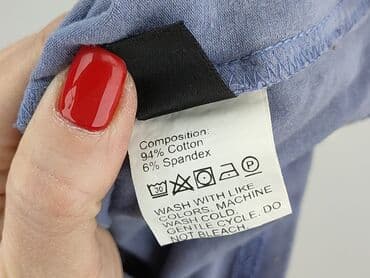 Composition:
94% Cotton
6% Spandex
30 P
WASH WITH LIKE
COLORS. MACHINE
WASH COLD.
GENTLE CYCLE. DO
NOT BLEACH.